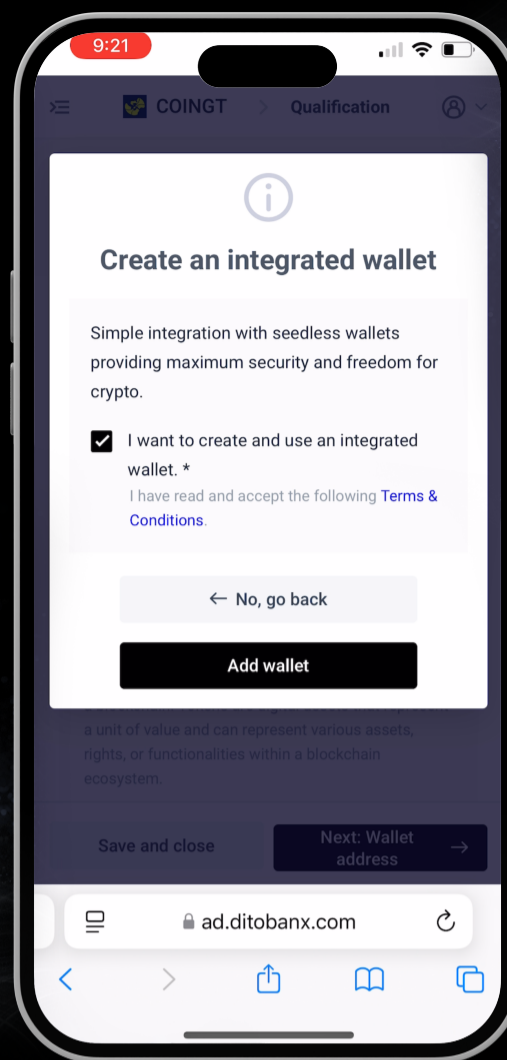 9:21
COINGT > Qualification
Create an integrated wallet
Simple integration with seedless wallets
providing maximum security and freedom for
crypto.
I want to create and use an integrated
wallet. *
I have read and accept the following Terms &
Conditions.
← No, go back
Add wallet
a unit of value and can represent various assets,
rights, or functionalities within a blockchain
ecosystem.
Save and close
Next: Wallet
address →
ad.ditobanx.com